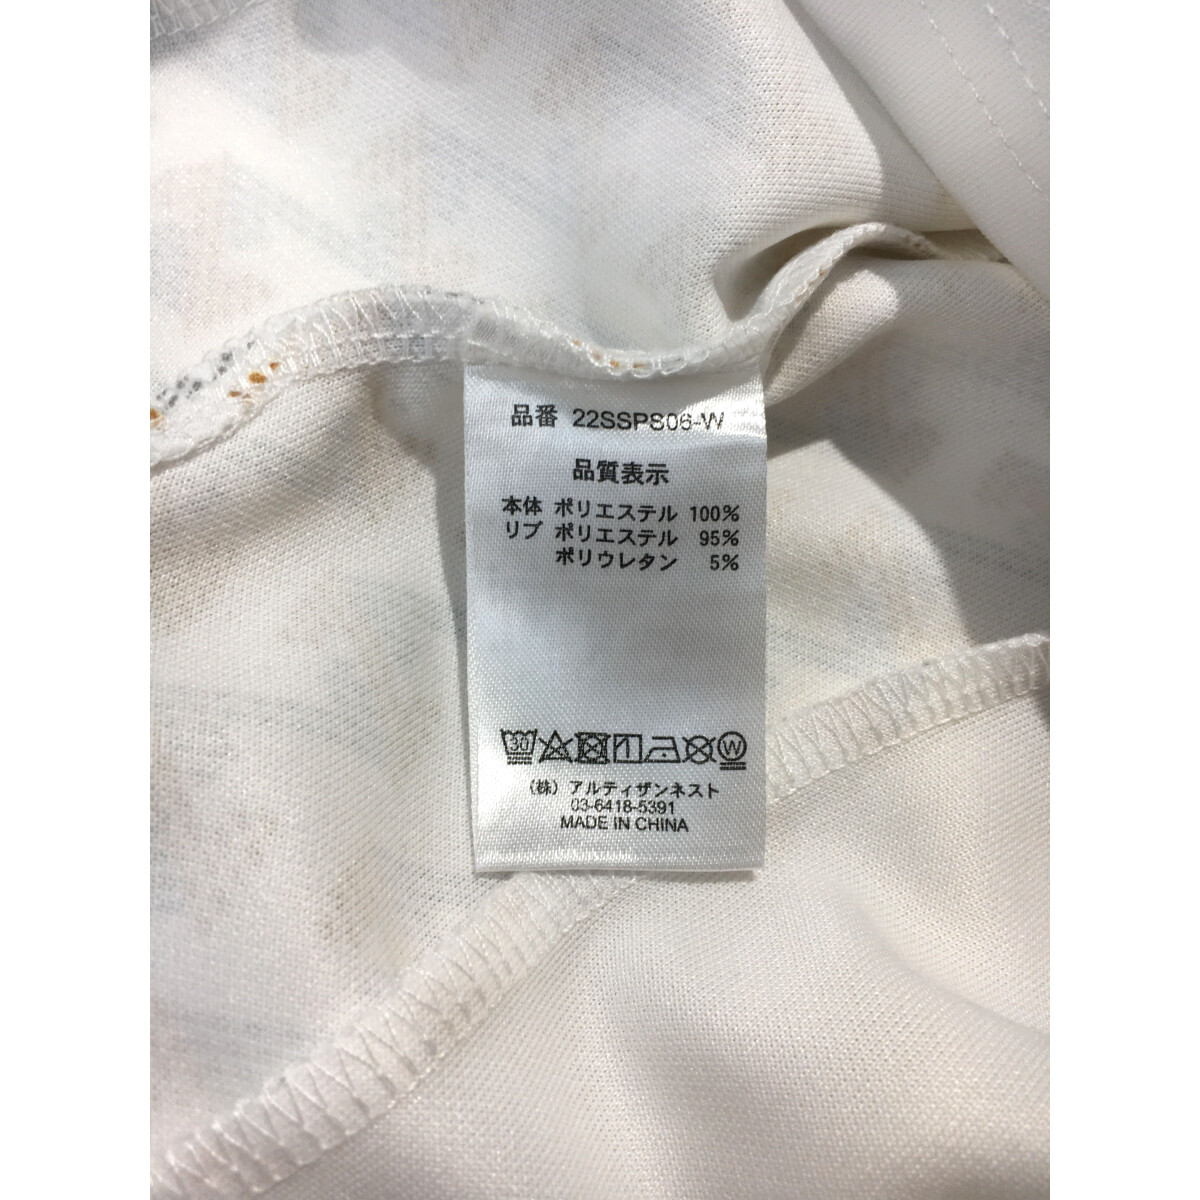 品番 22SSPS06-W
品質表示
本体 ポリエステル 100%
リブ ポリエステル 95%
ポリウレタン 5%
30 W
(株) アルティザンネスト
03-6418-5391
MADE IN CHINA